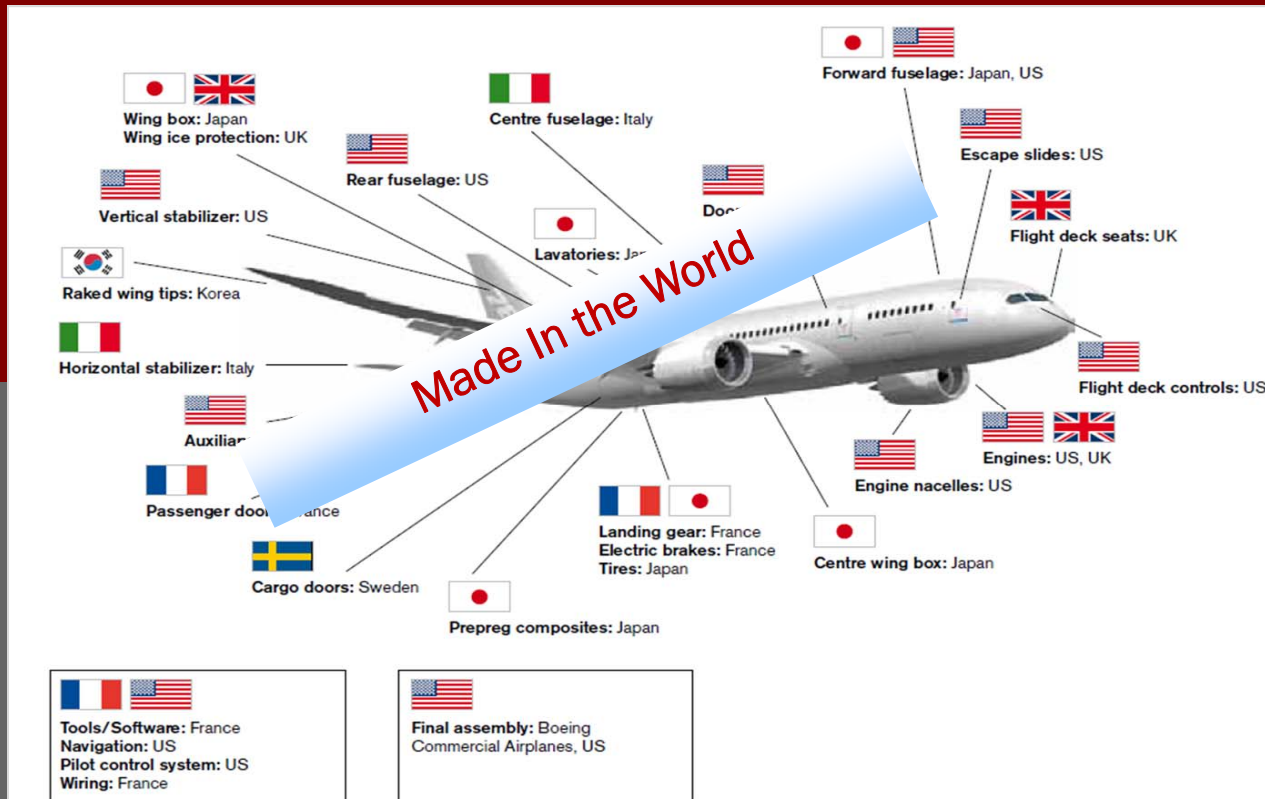 Forward fuselage: Japan, US
Wing box: Japan
Wing ice protection: UK
Centre fuselage: Italy
Escape slides: US
Rear fuselage: US
Vertical stabilizer: US
Flight deck seats: UK
Lavatories:
Raked wing tips: Korea
Made In the World
Horizontal stabilizer: Italy
Flight deck controls: US
Engines: US, UK
Engine nacelles: US
Passenger
Landing gear: France
Electric brakes: France
Tires: Japan
Centre wing box: Japan
Cargo doors: Sweden
Prepreg composites: Japan
Tools/Software: France
Navigation: US
Pilot control system: US
Wiring: France
Final assembly: Boeing
Commercial Airplanes, US